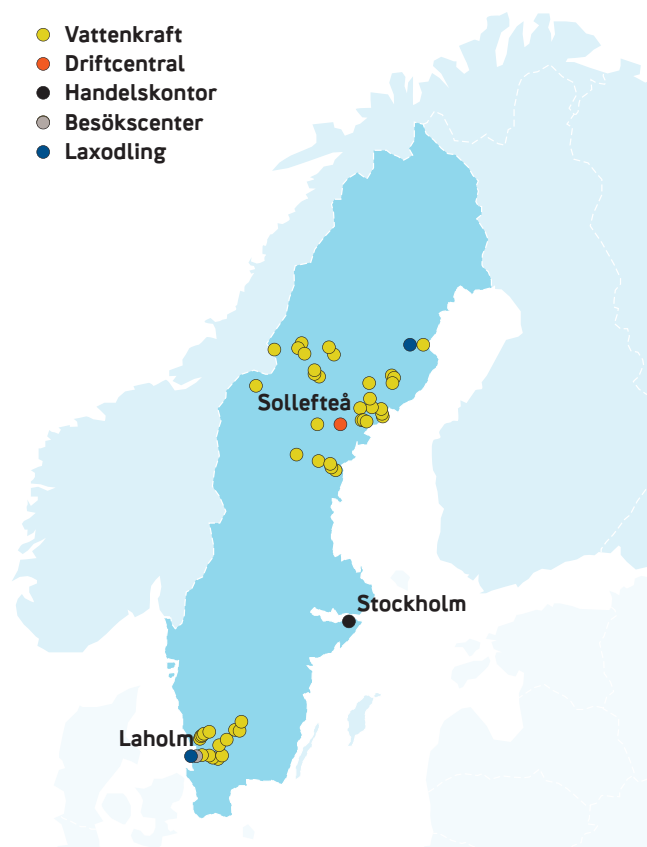 Vattenkraft
Driftcentral
Handelskontor
Besökscenter
Laxodling
Sollefteå
Stockholm
Laholm